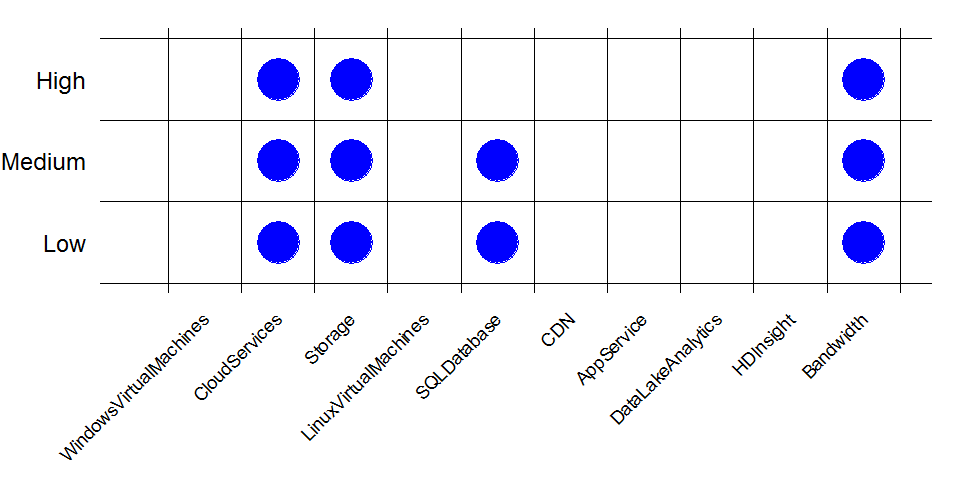 High
Medium
Low
WindowsVirtualMachines
CloudServices
Storage
LinuxVirtualMachines
SQLDatabase
CDN
AppService
DataLakeAnalytics
HDInsight
Bandwidth